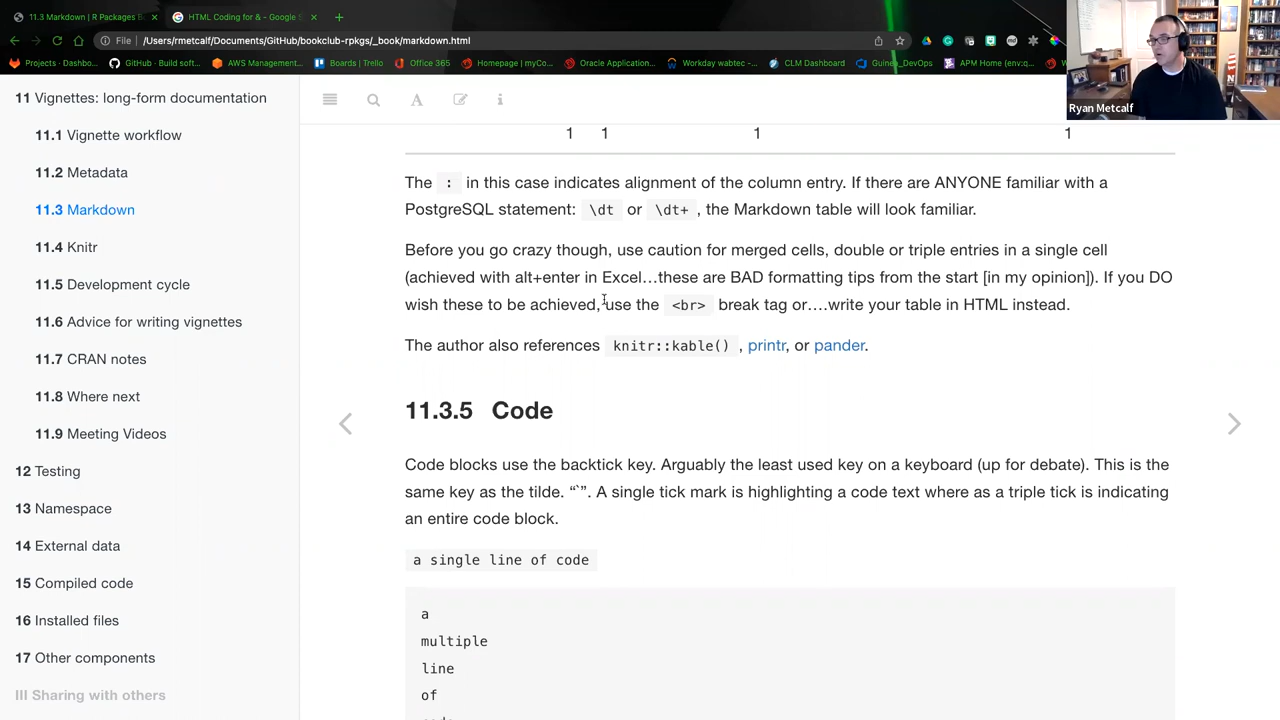 11.3 Markdown | R Packages B
HTML Coding for & - Google S
File | /Users/rmetcalf/Documents/GitHub/bookclub-rpkgs/_book/markdown.html
Projects · Dashbo...
GitHub · Build soft...
AWS Management...
Boards | Trello
Office 365
Homepage | myCo...
Oracle Application...
Workday wabtec -...
CLM Dashboard
Guinea_DevOps
APM Home (env:q...
Ryan Metcalf
11 Vignettes: long-form documentation
11.1 Vignette workflow
11.2 Metadata
11.3 Markdown
11.4 Knitr
11.5 Development cycle
11.6 Advice for writing vignettes
11.7 CRAN notes
11.8 Where next
11.9 Meeting Videos
12 Testing
13 Namespace
14 External data
15 Compiled code
16 Installed files
17 Other components
III Sharing with others
1 1 1 1
The : in this case indicates alignment of the column entry. If there are ANYONE familiar with a
PostgreSQL statement: \dt or \dt+ , the Markdown table will look familiar.
Before you go crazy though, use caution for merged cells, double or triple entries in a single cell
(achieved with alt+enter in Excel…these are BAD formatting tips from the start [in my opinion]). If you DO
wish these to be achieved, use the <br> break tag or….write your table in HTML instead.
The author also references knitr::kable() , printr, or pander.
11.3.5 Code
Code blocks use the backtick key. Arguably the least used key on a keyboard (up for debate). This is the
same key as the tilde. “`”. A single tick mark is highlighting a code text where as a triple tick is indicating
an entire code block.
a single line of code
a
multiple
line
of